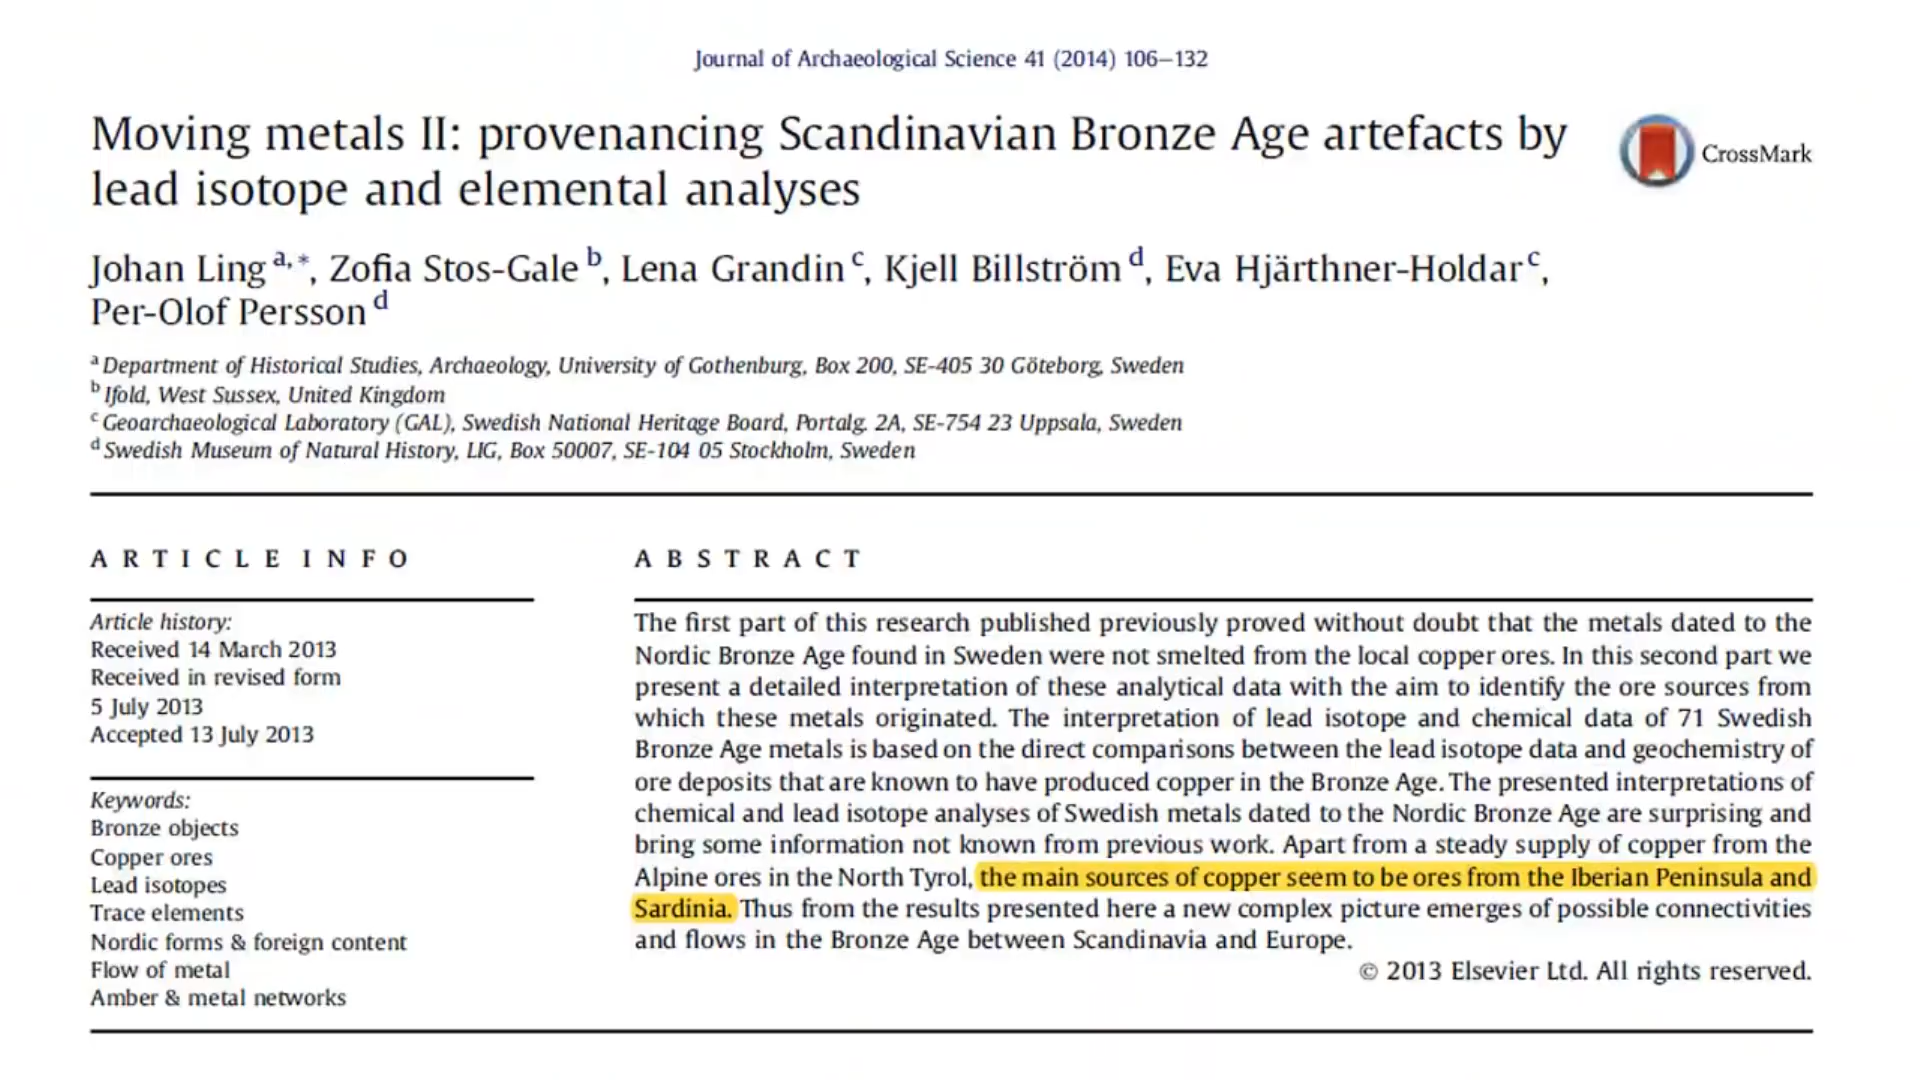 Journal of Archaeological Science 41 (2014) 106–132
Moving metals II: provenancing Scandinavian Bronze Age artefacts by
lead isotope and elemental analyses
CrossMark
Johan Ling a,*, Zofia Stos-Gale b, Lena Grandin c, Kjell Billström d, Eva Hjärthner-Holdar c,
Per-Olof Persson d
a Department of Historical Studies, Archaeology, University of Gothenburg, Box 200, SE-405 30 Göteborg, Sweden
b Ifold, West Sussex, United Kingdom
c Geoarchaeological Laboratory (GAL), Swedish National Heritage Board, Portalg. 2A, SE-754 23 Uppsala, Sweden
d Swedish Museum of Natural History, LIG, Box 50007, SE-104 05 Stockholm, Sweden
ARTICLE INFO
Article history:
Received 14 March 2013
Received in revised form
5 July 2013
Accepted 13 July 2013
Keywords:
Bronze objects
Copper ores
Lead isotopes
Trace elements
Nordic forms & foreign content
Flow of metal
Amber & metal networks
ABSTRACT
The first part of this research published previously proved without doubt that the metals dated to the
Nordic Bronze Age found in Sweden were not smelted from the local copper ores. In this second part we
present a detailed interpretation of these analytical data with the aim to identify the ore sources from
which these metals originated. The interpretation of lead isotope and chemical data of 71 Swedish
Bronze Age metals is based on the direct comparisons between the lead isotope data and geochemistry of
ore deposits that are known to have produced copper in the Bronze Age. The presented interpretations of
chemical and lead isotope analyses of Swedish metals dated to the Nordic Bronze Age are surprising and
bring some information not known from previous work. Apart from a steady supply of copper from the
Alpine ores in the North Tyrol, the main sources of copper seem to be ores from the Iberian Peninsula and
Sardinia. Thus from the results presented here a new complex picture emerges of possible connectivities
and flows in the Bronze Age between Scandinavia and Europe.
© 2013 Elsevier Ltd. All rights reserved.